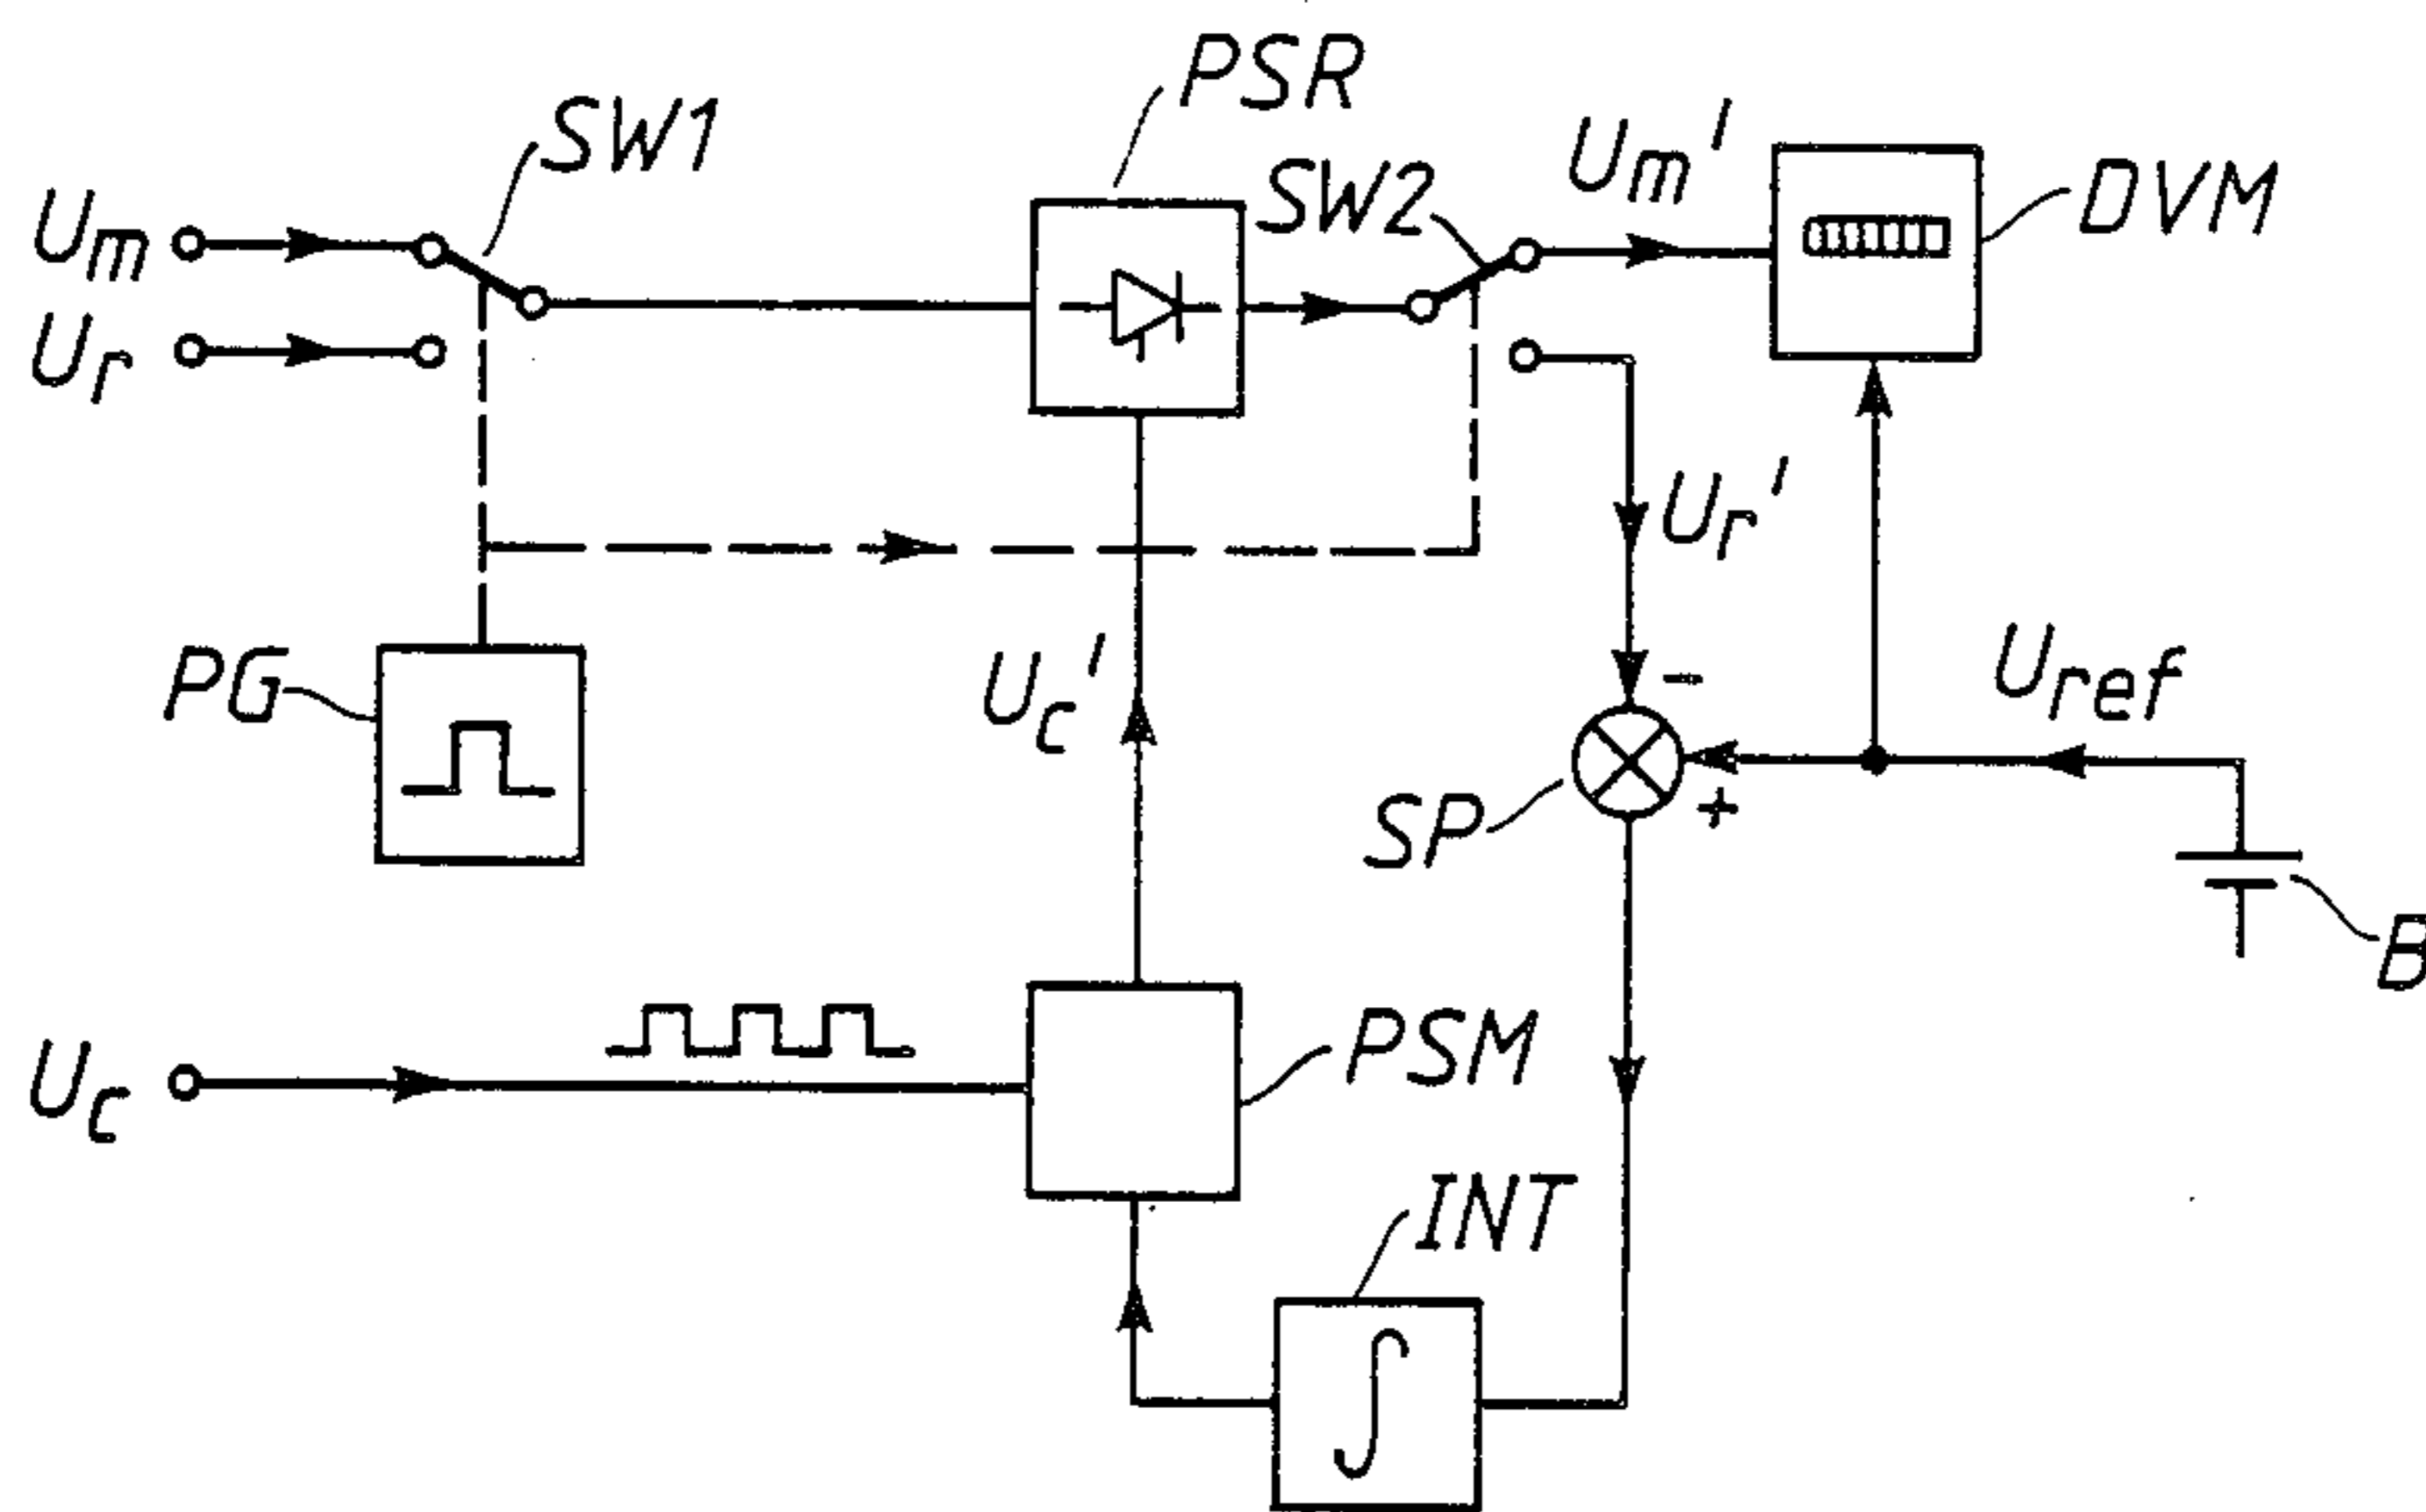 PSR
SW1
Um'
SW2
DVM
Um
Ur
Ur'
Uref
PG
Uc'
-
+
SP
B
Uc
PSM
INT
∫